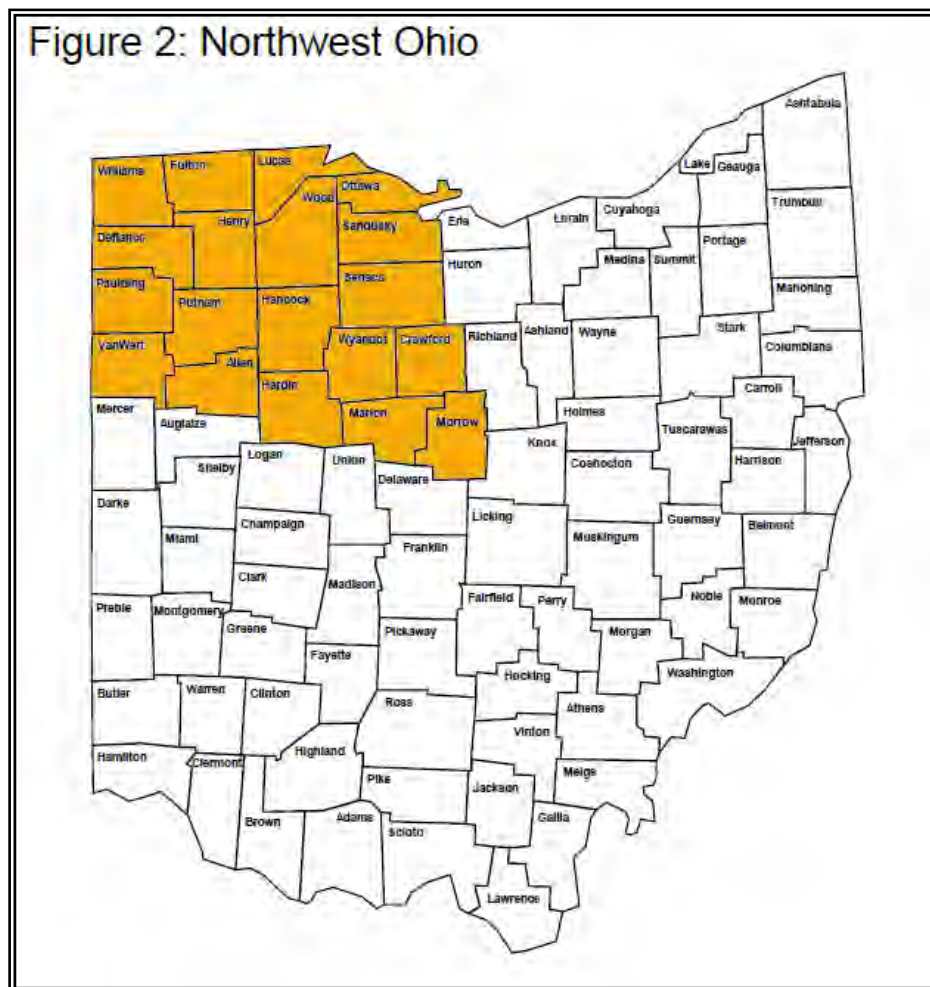 Figure 2: Northwest Ohio
Ashtabula
Lake
Geauga
Williams
Fulton
Lucas
Ottawa
Wood
Cuyahoga
Trumbull
Henry
Sandusky
Erie
Lorain
Defiance
Portage
Medina
Summit
Huron
Seneca
Paulding
Mahoning
Putnam
Hancock
Ashland
Wayne
Stark
VanWert
Wyandot
Crawford
Richland
Columbiana
Allen
Hardin
Carroll
Mercer
Marion
Morrow
Holmes
Auglaize
Tuscarawas
Jefferson
Knox
Logan
Union
Coshocton
Harrison
Shelby
Delaware
Darke
Licking
Guernsey
Belmont
Champaign
Miami
Muskingum
Franklin
Clark
Madison
Fairfield
Perry
Noble
Monroe
Preble
Montgomery
Greene
Pickaway
Morgan
Fayette
Washington
Hocking
Butler
Warren
Clinton
Ross
Athens
Vinton
Highland
Hamilton
Clermont
Meigs
Pike
Jackson
Brown
Adams
Gallia
Scioto
Lawrence